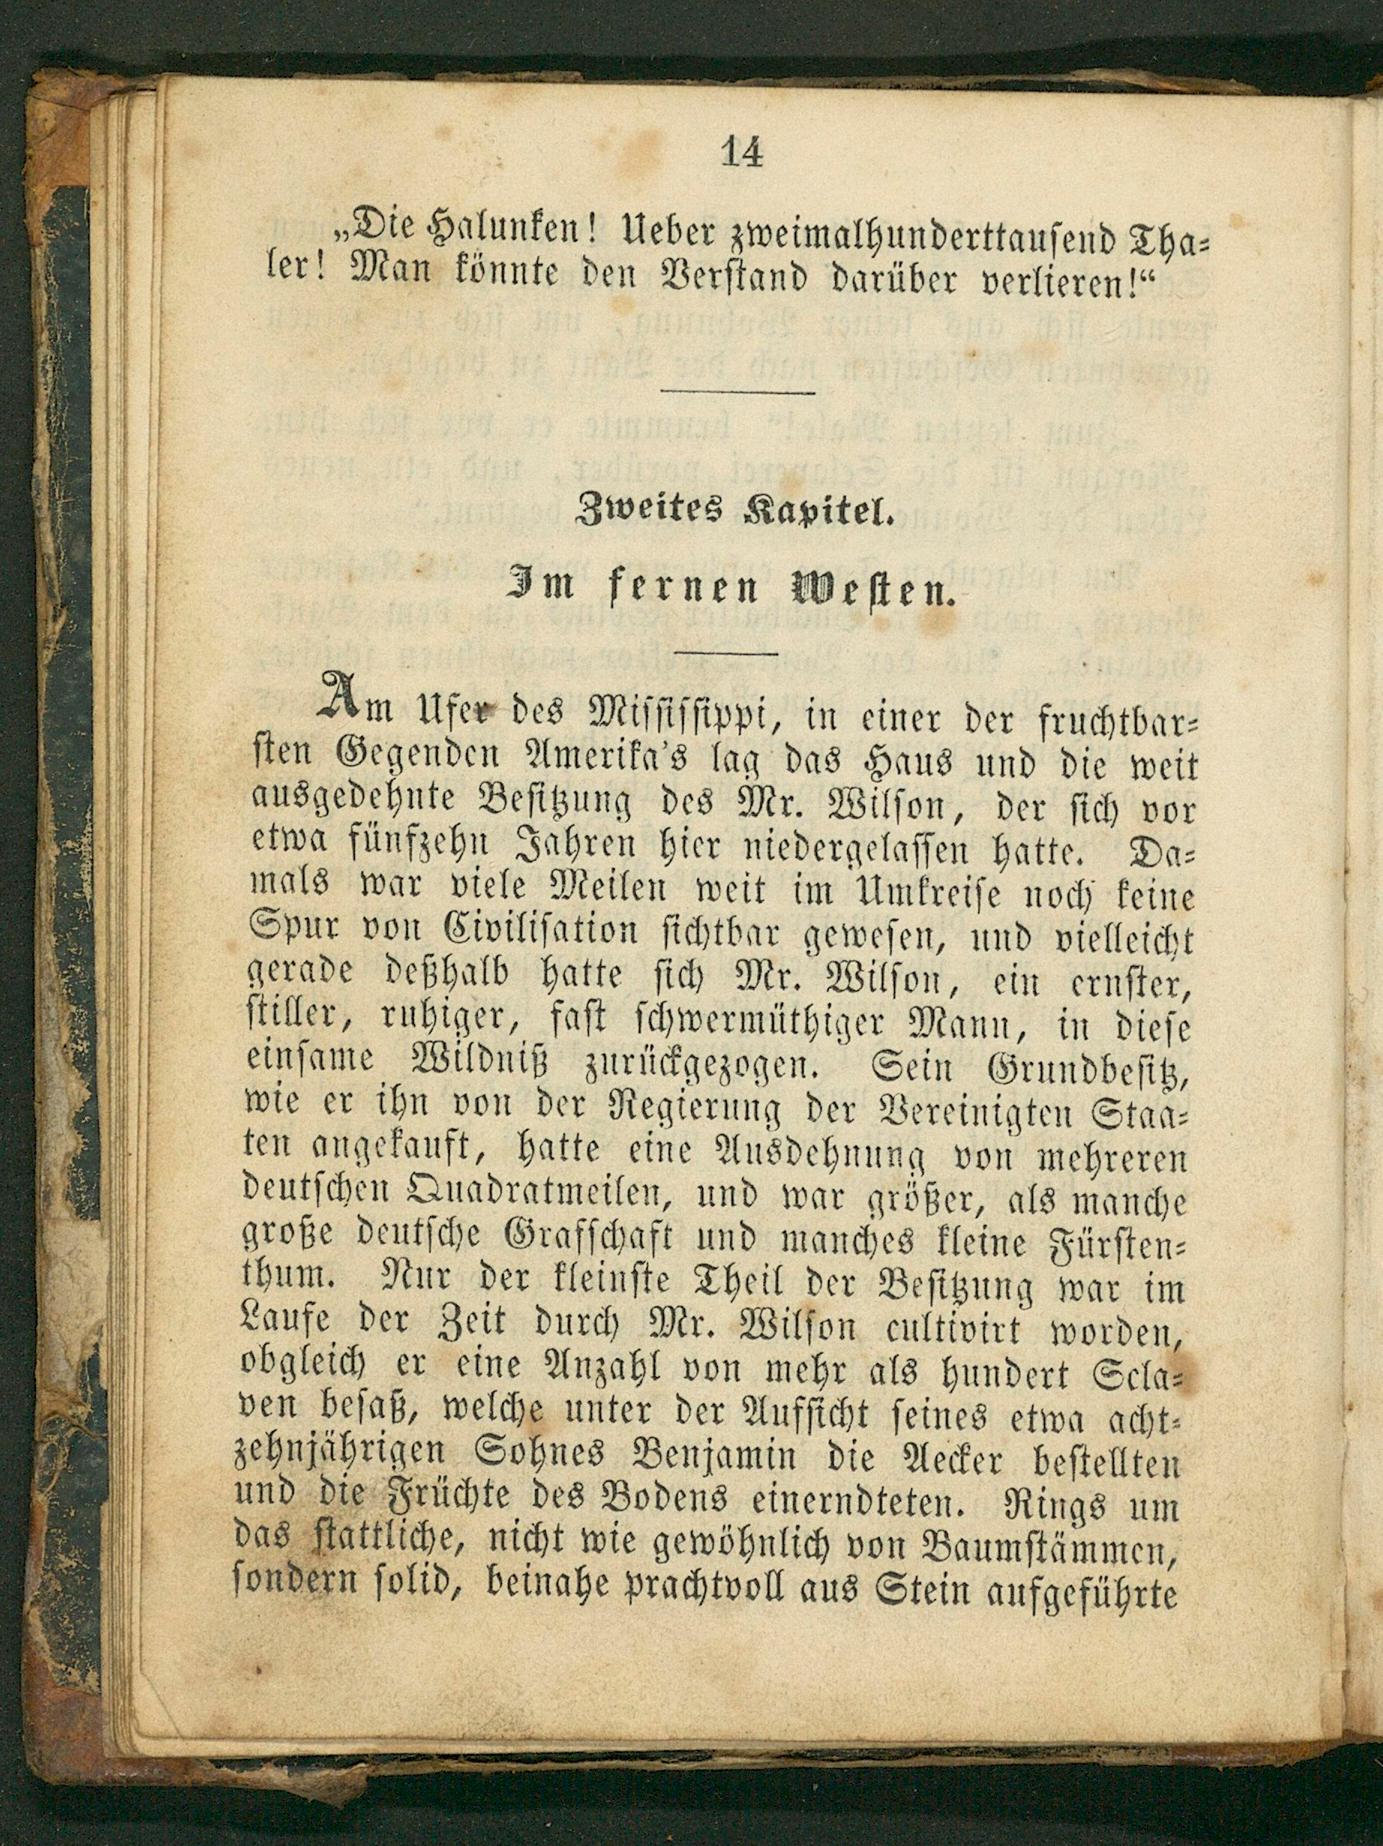 14
„Die Halunken! Ueber zweimalhunderttausend Tha-
ler! Man könnte den Verstand darüber verlieren!“
Zweites Kapitel.
Im fernen Westen.
Am Ufer des Mississippi, in einer der fruchtbar-
sten Gegenden Amerika's lag das Haus und die weit
ausgedehnte Besitzung des Mr. Wilson, der sich vor
etwa fünfzehn Jahren hier niedergelassen hatte. Da-
mals war viele Meilen weit im Umkreise noch keine
Spur von Civilisation sichtbar gewesen, und vielleicht
gerade deßhalb hatte sich Mr. Wilson, ein ernster,
stiller, ruhiger, fast schwermüthiger Mann, in diese
einsame Wildniß zurückgezogen. Sein Grundbesitz,
wie er ihn von der Regierung der Vereinigten Staa-
ten angekauft, hatte eine Ausdehnung von mehreren
deutschen Quadratmeilen, und war größer, als manche
große deutsche Grafschaft und manches kleine Fürsten-
thum. Nur der kleinste Theil der Besitzung war im
Laufe der Zeit durch Mr. Wilson cultivirt worden,
obgleich er eine Anzahl von mehr als hundert Scla-
ven besaß, welche unter der Aufsicht seines etwa acht-
zehnjährigen Sohnes Benjamin die Aecker bestellten
und die Früchte des Bodens einerndteten. Rings um
das stattliche, nicht wie gewöhnlich von Baumstämmen,
sondern solid, beinahe prachtvoll aus Stein aufgeführte